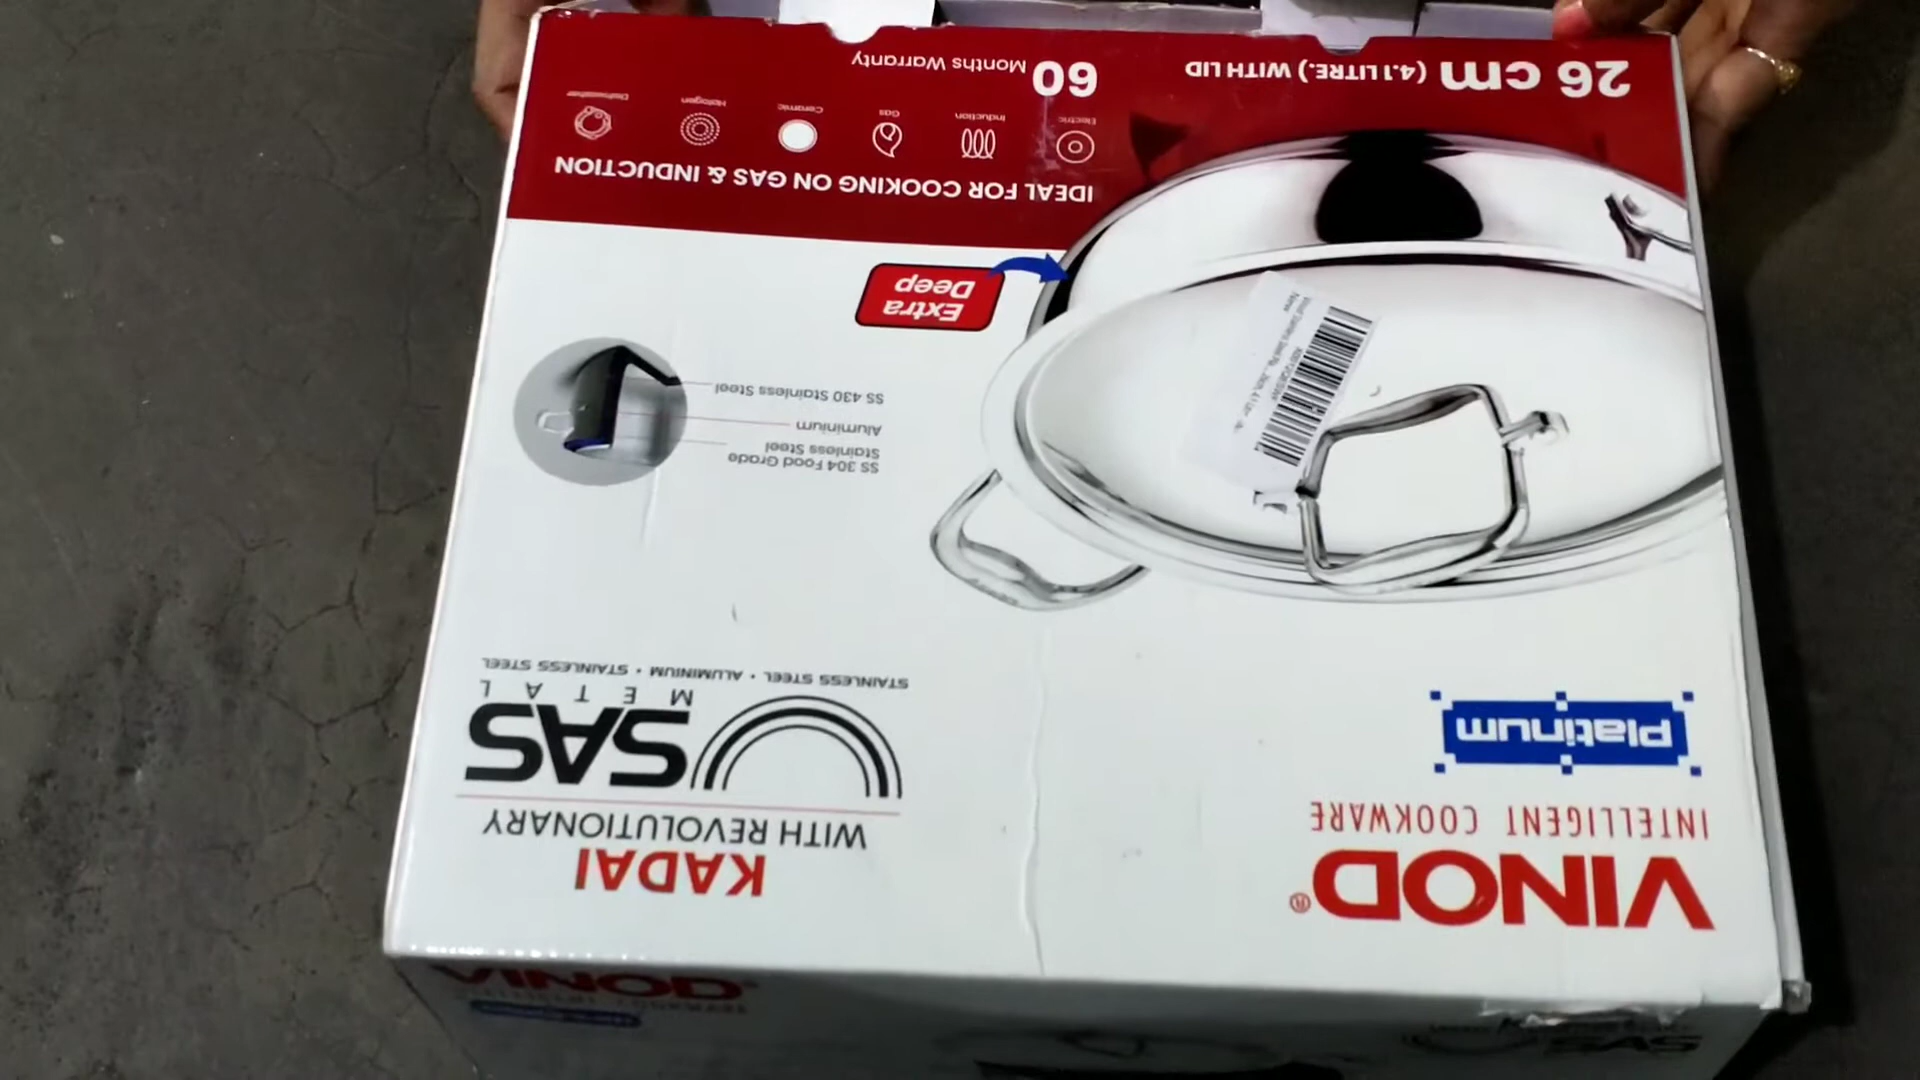 VINOD®
INTELLIGENT COOKWARE
Platinum
KADAI
WITH REVOLUTIONARY
SAS
METAL
STAINLESS STEEL • ALUMINIUM • STAINLESS STEEL
SS 304 Food Grade
Stainless Steel
Aluminium
SS 430 Stainless Steel
Extra
Deep
IDEAL FOR COOKING ON GAS & INDUCTION
Electric
Induction
Gas
Ceramic
Halogen
Dishwasher
26 cm (4.1 LITRE.) WITH LID
60 Months Warranty
VINOD
SAS